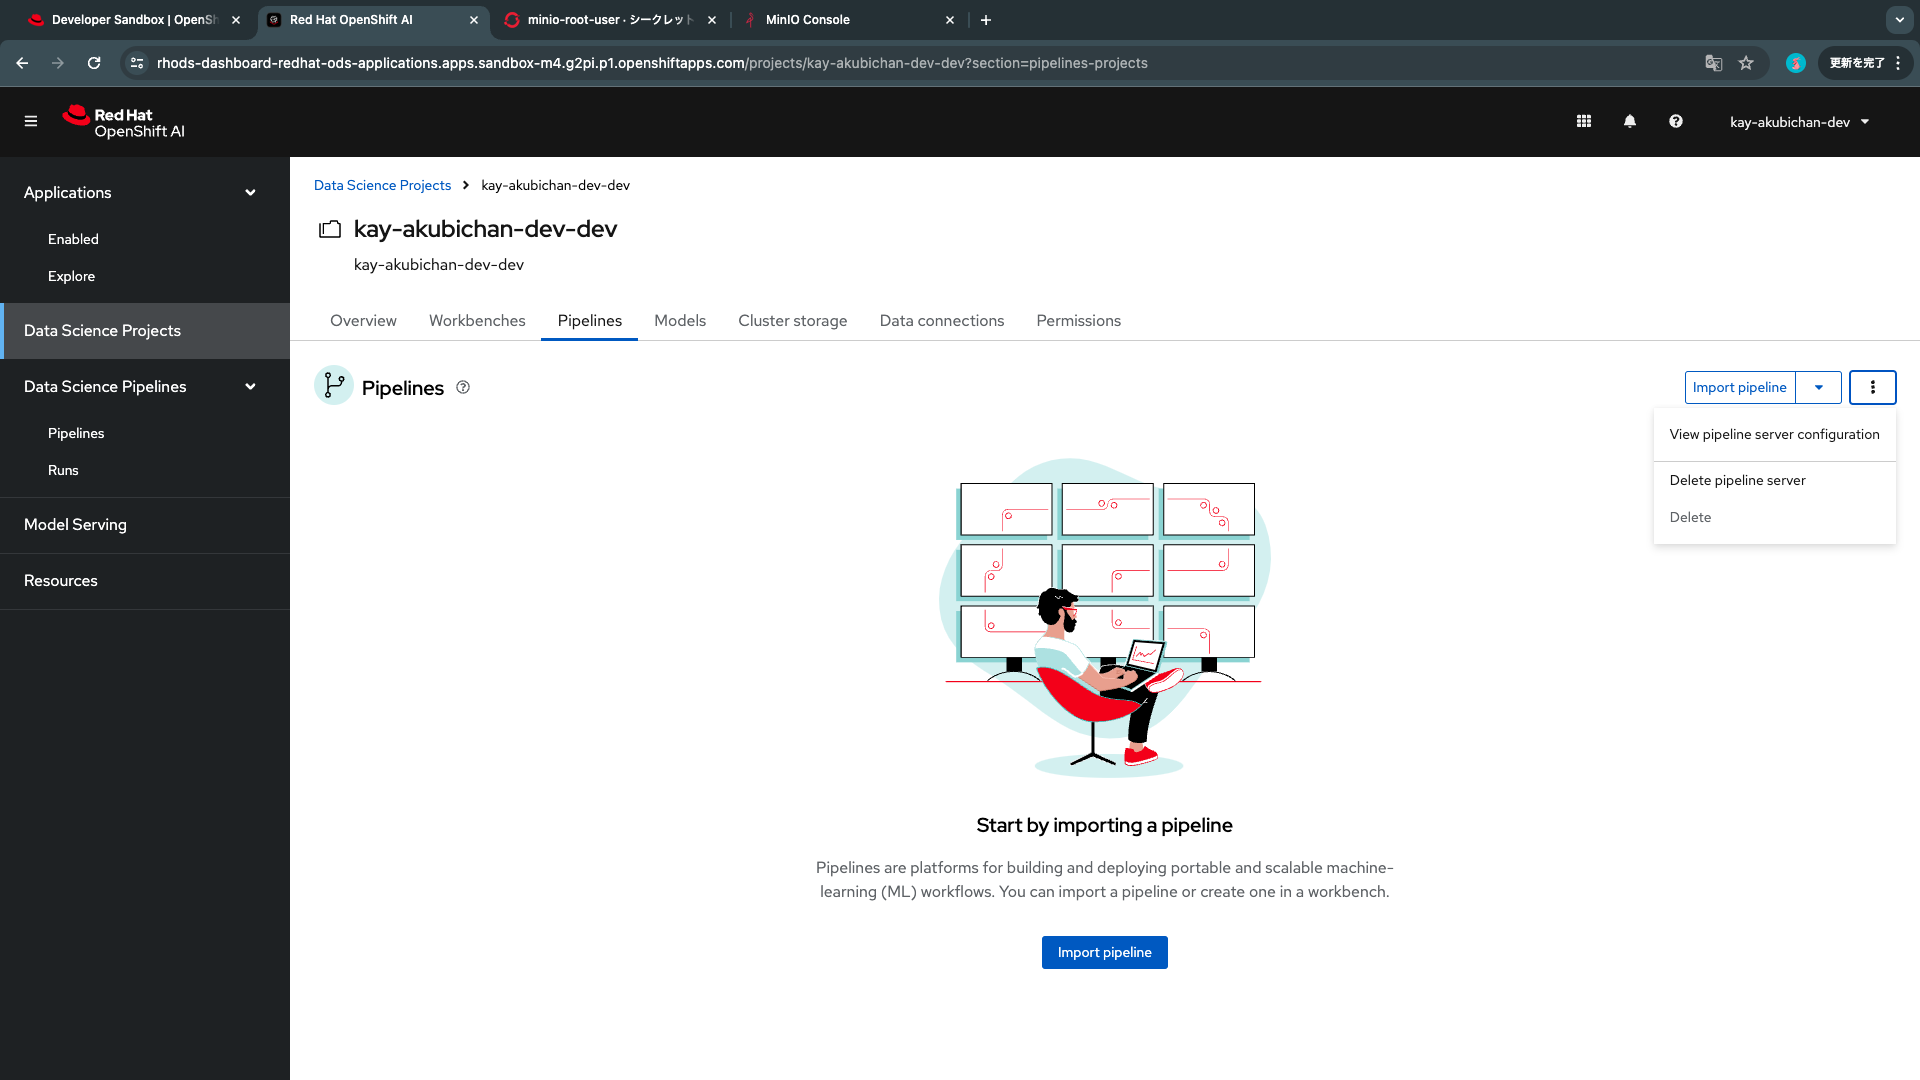 Developer Sandbox | OpenSh
Red Hat OpenShift AI
minio-root-user · シークレット
MinIO Console
rhods-dashboard-redhat-ods-applications.apps.sandbox-m4.g2pi.p1.openshiftapps.com/projects/kay-akubichan-dev-dev?section=pipelines-projects
更新を完了
Red Hat
OpenShift AI
kay-akubichan-dev
Applications
Enabled
Explore
Data Science Projects
Data Science Pipelines
Pipelines
Runs
Model Serving
Resources
Data Science Projects
kay-akubichan-dev-dev
kay-akubichan-dev-dev
kay-akubichan-dev-dev
Overview
Workbenches
Pipelines
Models
Cluster storage
Data connections
Permissions
Pipelines
Import pipeline
View pipeline server configuration
Delete pipeline server
Delete
Start by importing a pipeline
Pipelines are platforms for building and deploying portable and scalable machine-
learning (ML) workflows. You can import a pipeline or create one in a workbench.
Import pipeline